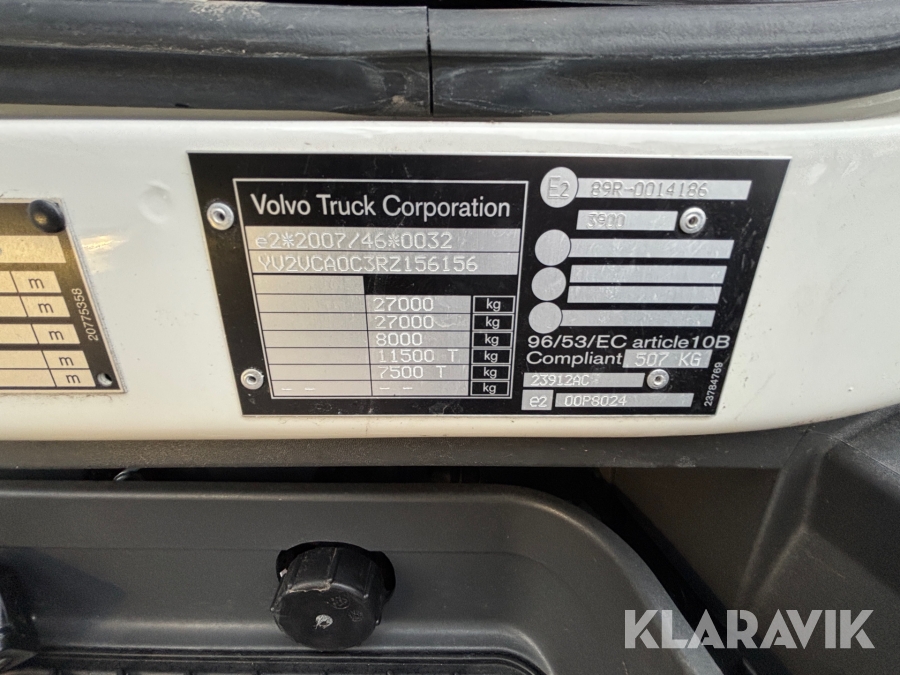 m
m
m
m
m
20775358
Volvo Truck Corporation
e2*2007/46*0032
YV2VCA0C3RZ156156
27000 kg
27000 kg
8000 kg
11500 T kg
7500 T kg
-- -- kg
E2 89R-0014186
3900
96/53/EC article10B
Compliant 507 KG
23912AC
e2 00P8024
23784769
KLARAVIK